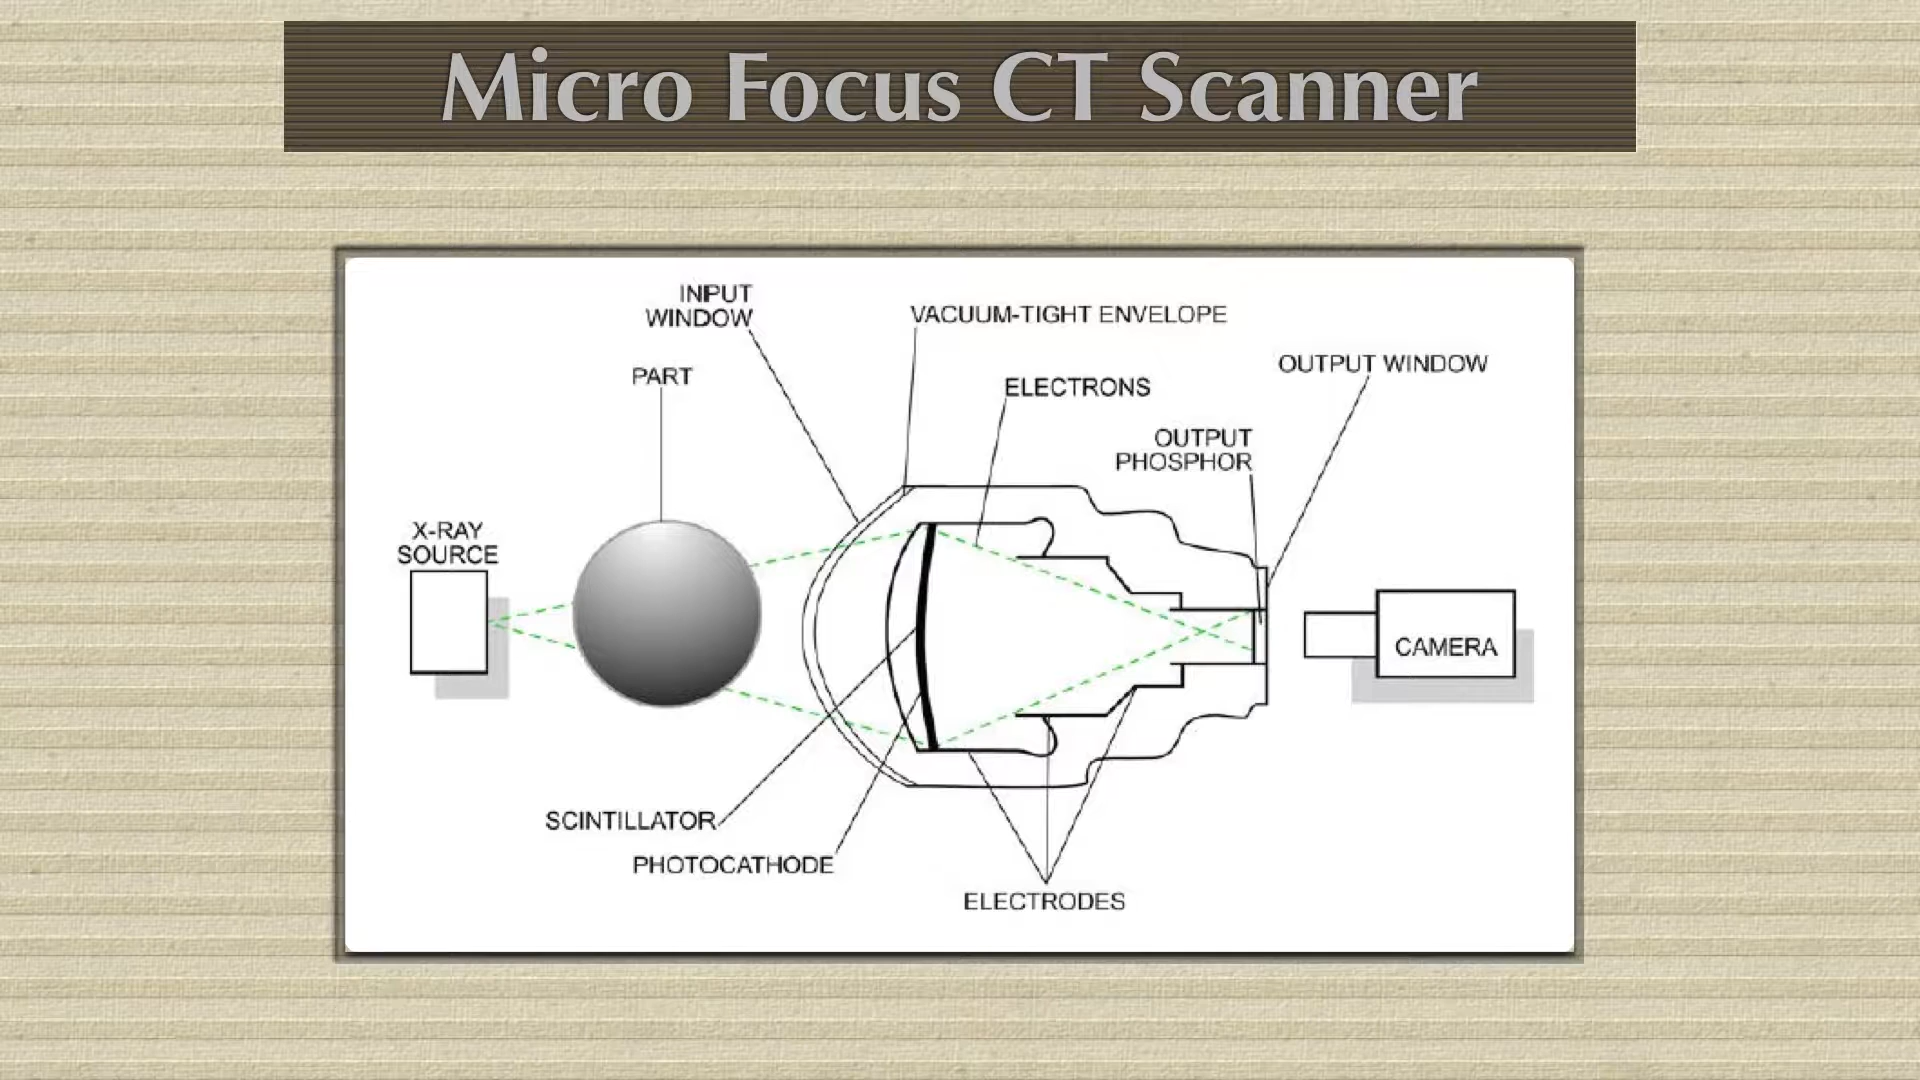 Micro Focus CT Scanner
INPUT
WINDOW
VACUUM-TIGHT ENVELOPE
OUTPUT WINDOW
PART
ELECTRONS
OUTPUT
PHOSPHOR
X-RAY
SOURCE
CAMERA
SCINTILLATOR
PHOTOCATHODE
ELECTRODES